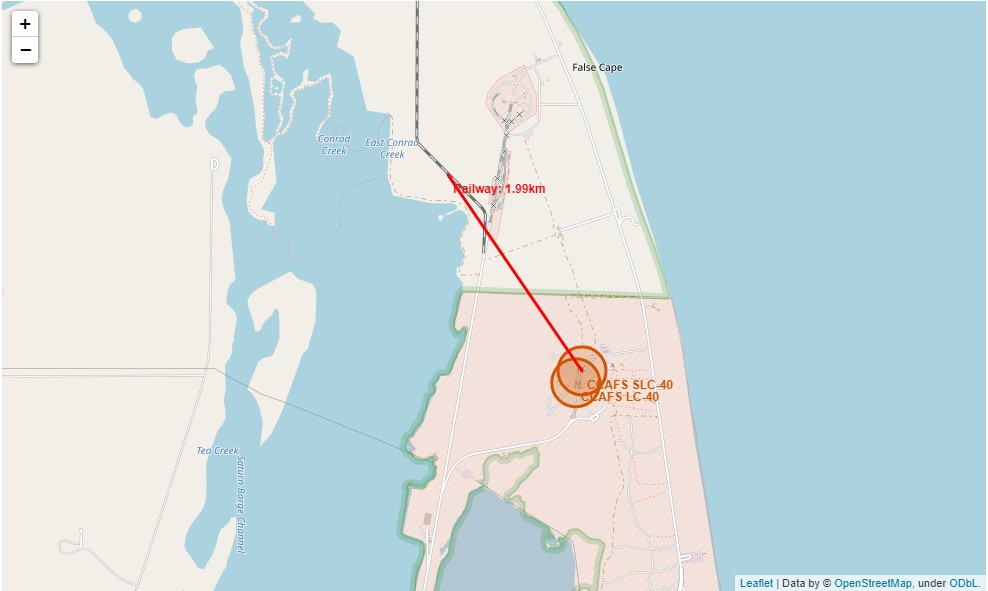 +
−
False Cape
Conrad
Creek
East Conrad
Creek
Railway: 1.99km
CCAFS SLC-40
CCAFS LC-40
Tea Creek
Saturn Barge Channel
Leaflet | Data by © OpenStreetMap, under ODbL.